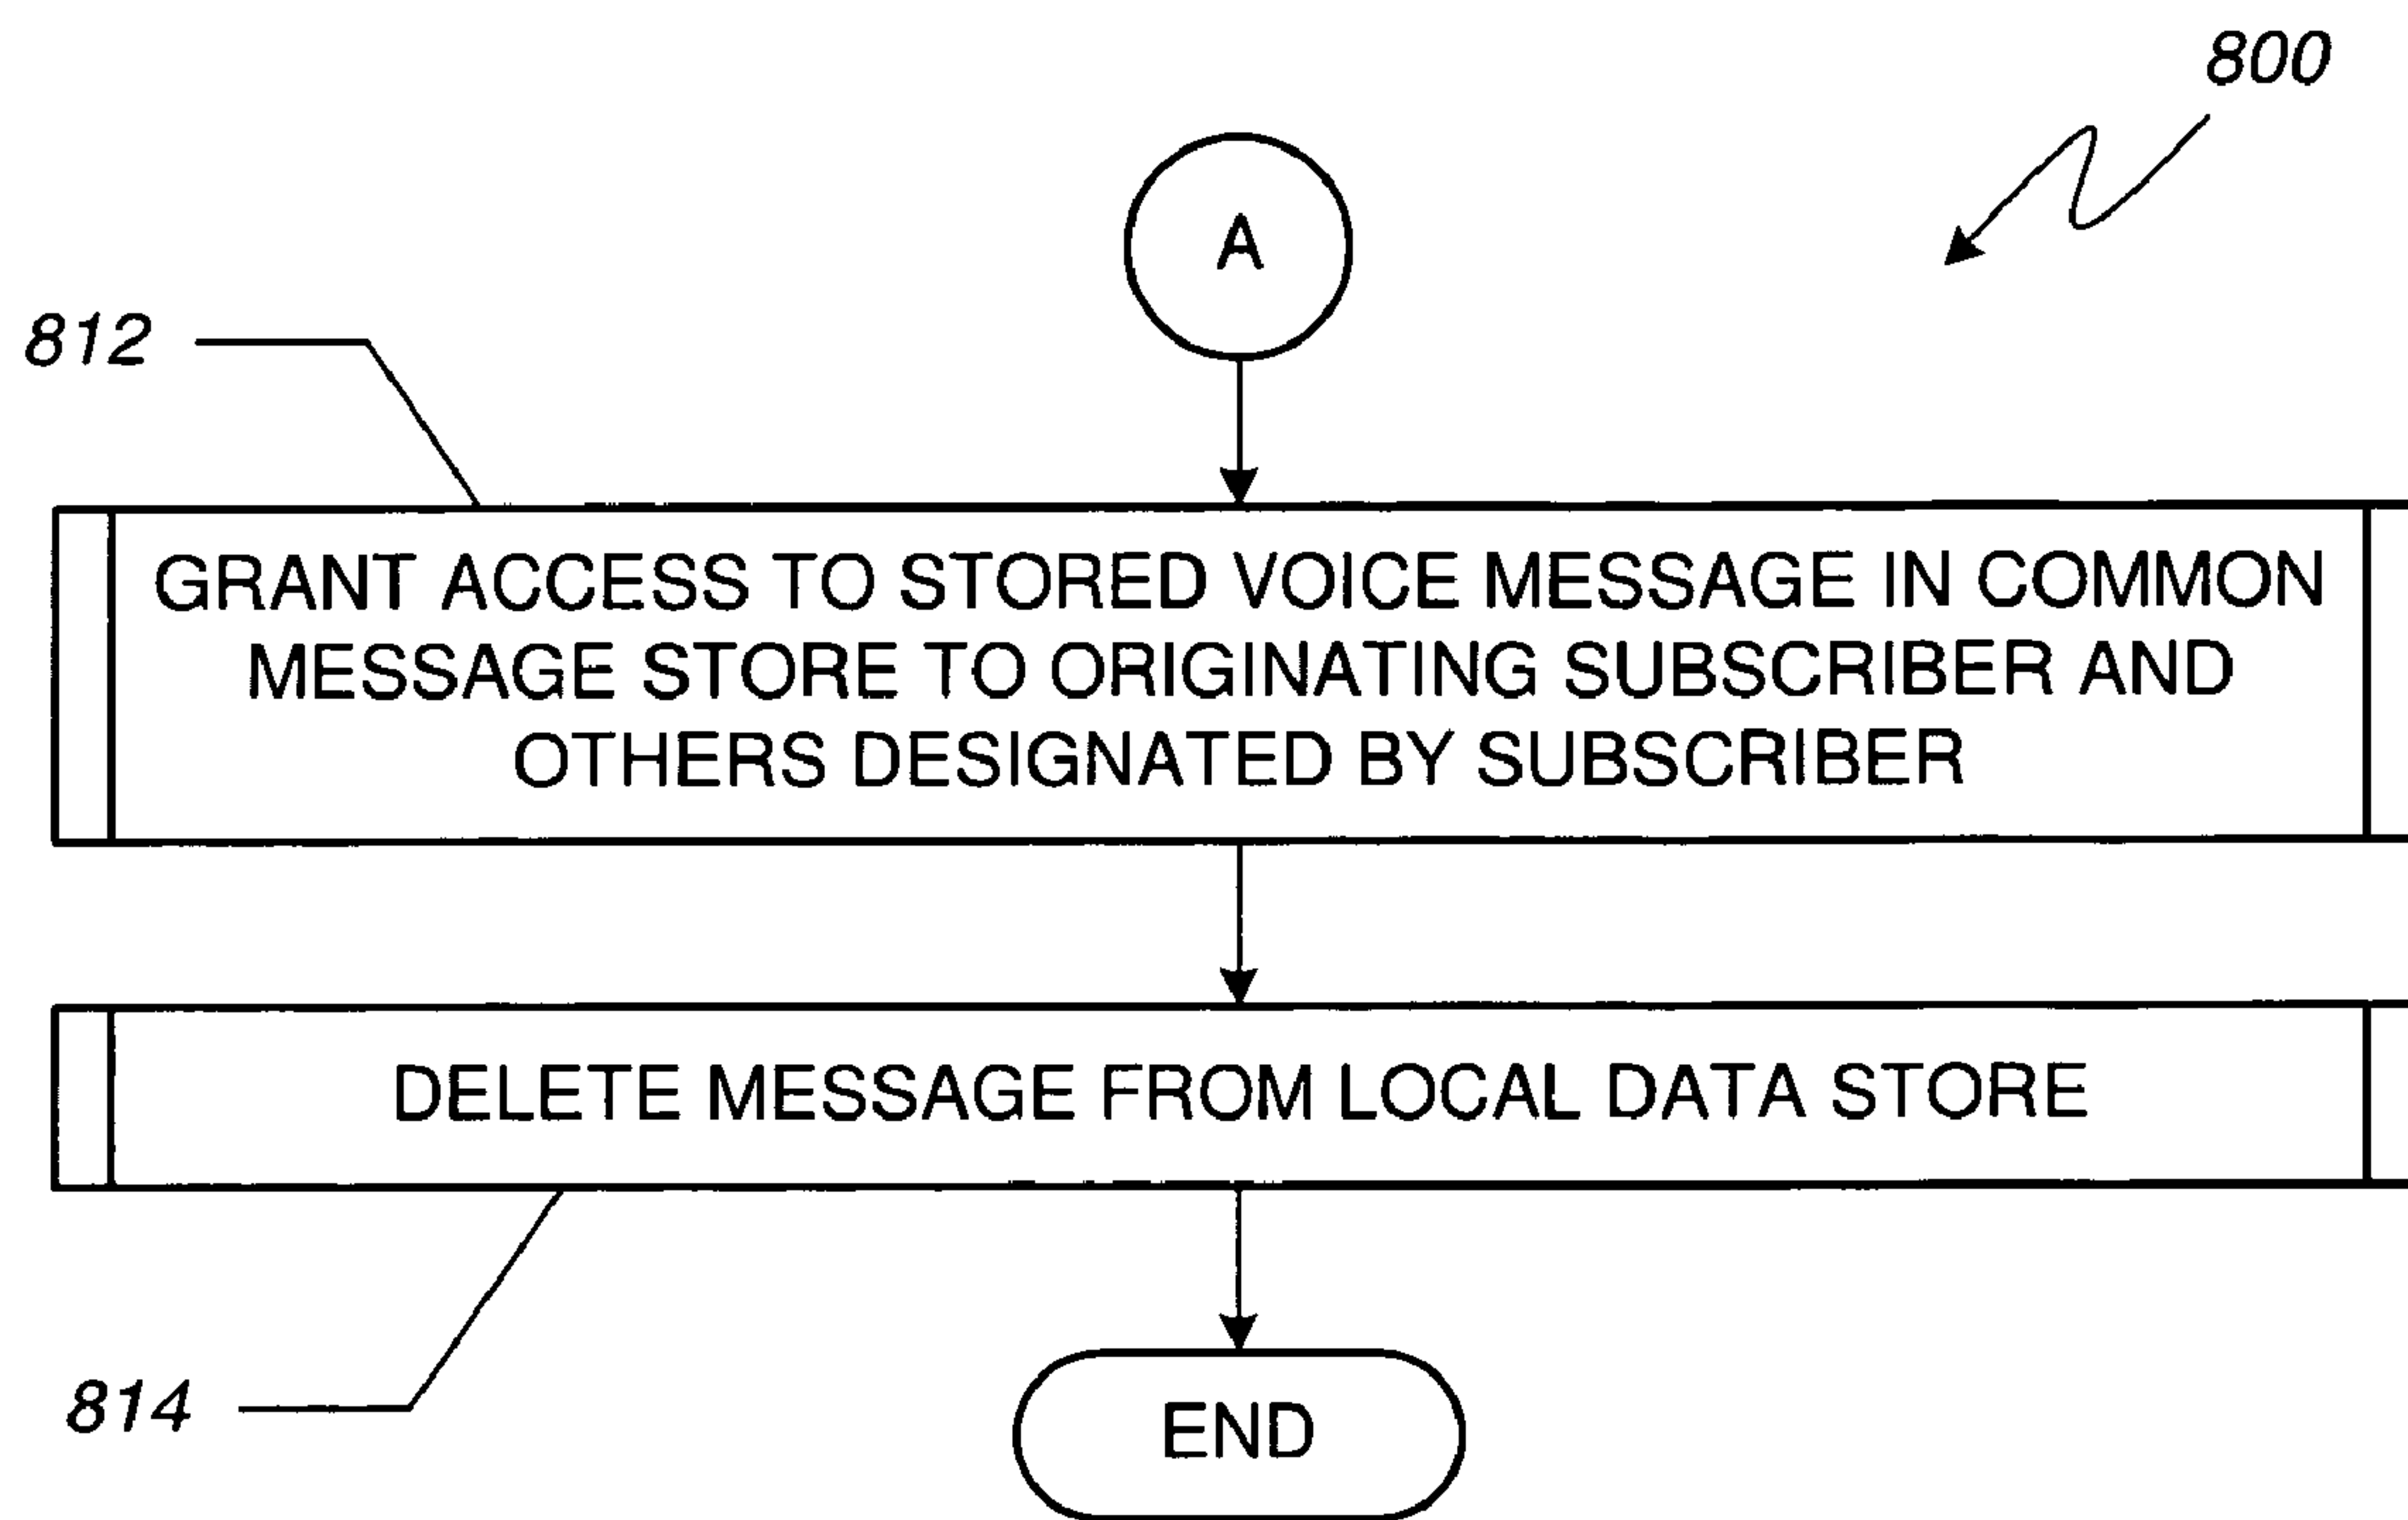 800
A
812
GRANT ACCESS TO STORED VOICE MESSAGE IN COMMON
MESSAGE STORE TO ORIGINATING SUBSCRIBER AND
OTHERS DESIGNATED BY SUBSCRIBER
DELETE MESSAGE FROM LOCAL DATA STORE
814
END